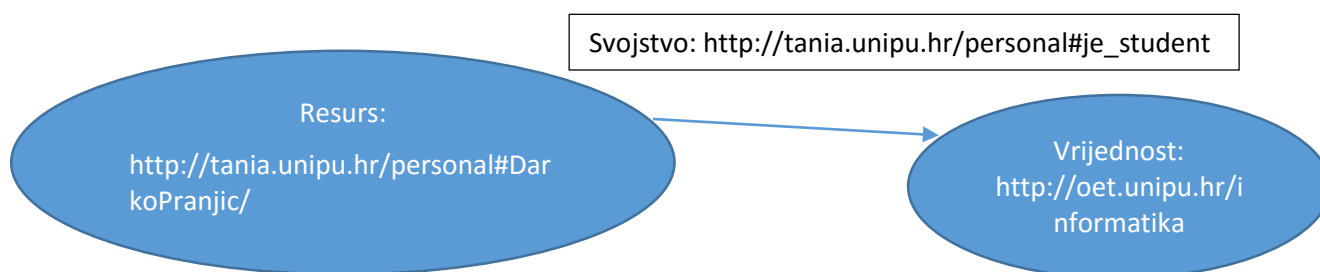 Svojstvo: http://tania.unipu.hr/personal#je_student
Resurs:
http://tania.unipu.hr/personal#Dar
koPranjic/
Vrijednost:
http://oet.unipu.hr/i
nformatika